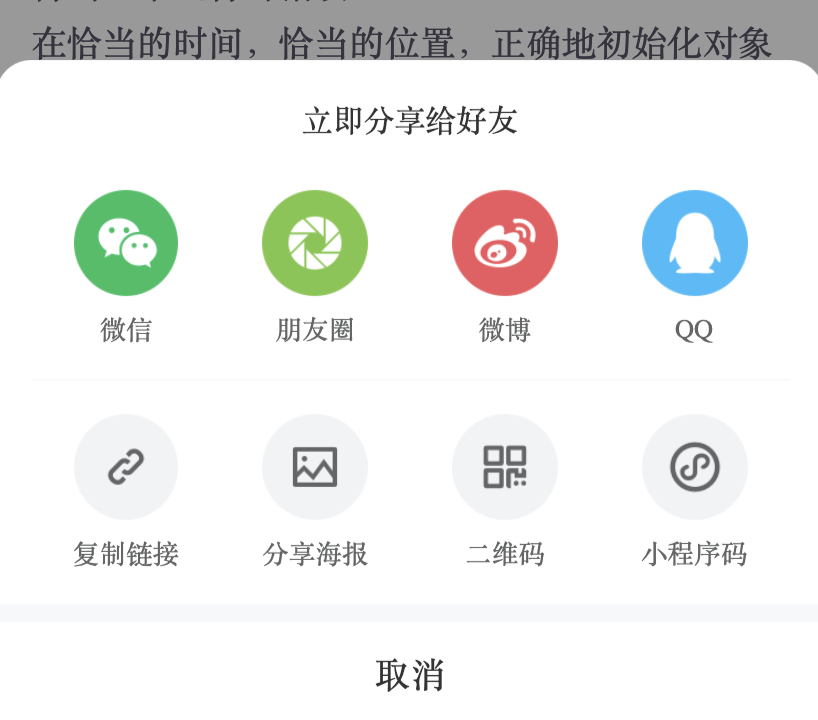 在恰当的时间，恰当的位置，正确地初始化对象
立即分享给好友
微信 朋友圈 微博 QQ
复制链接 分享海报 二维码 小程序码
取消